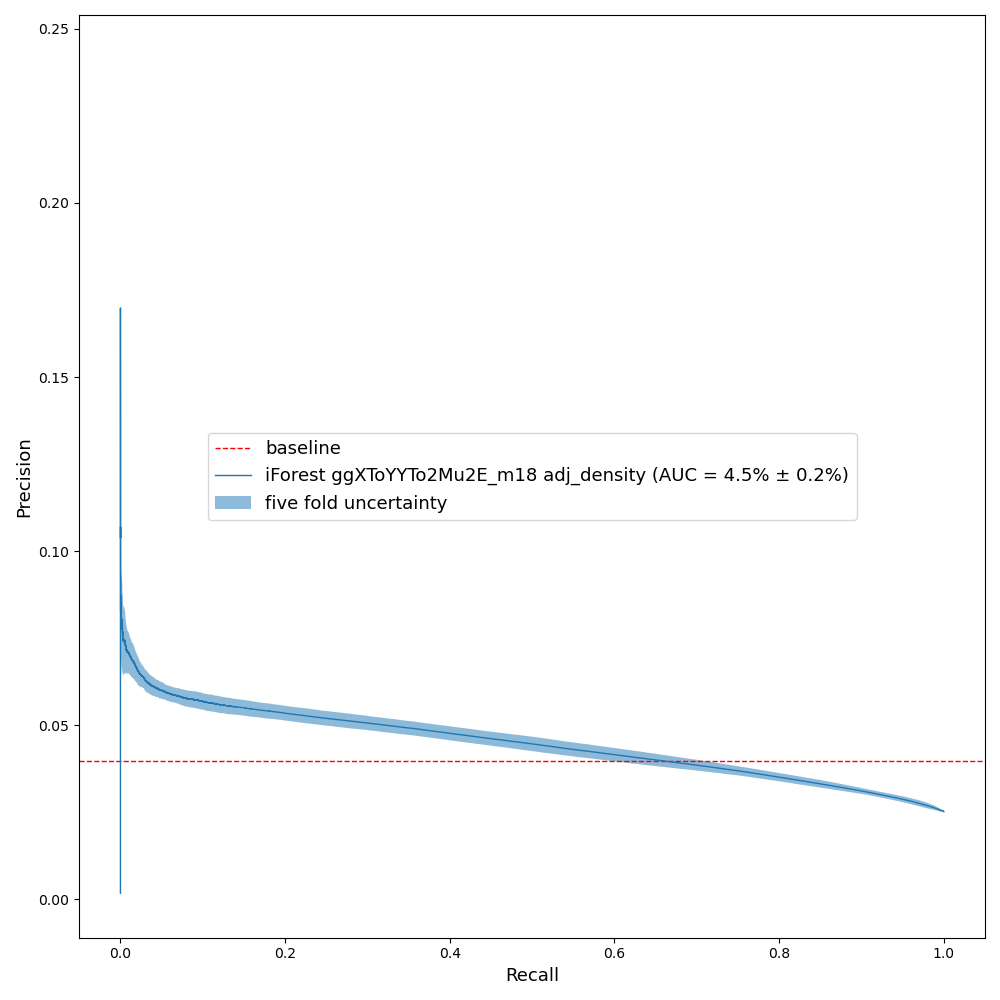 0.25
0.20
0.15
0.10
0.05
0.00
Precision
baseline
iForest ggXToYYTo2Mu2E_m18 adj_density (AUC = 4.5% ± 0.2%)
five fold uncertainty
0.0 0.2 0.4 0.6 0.8 1.0
Recall